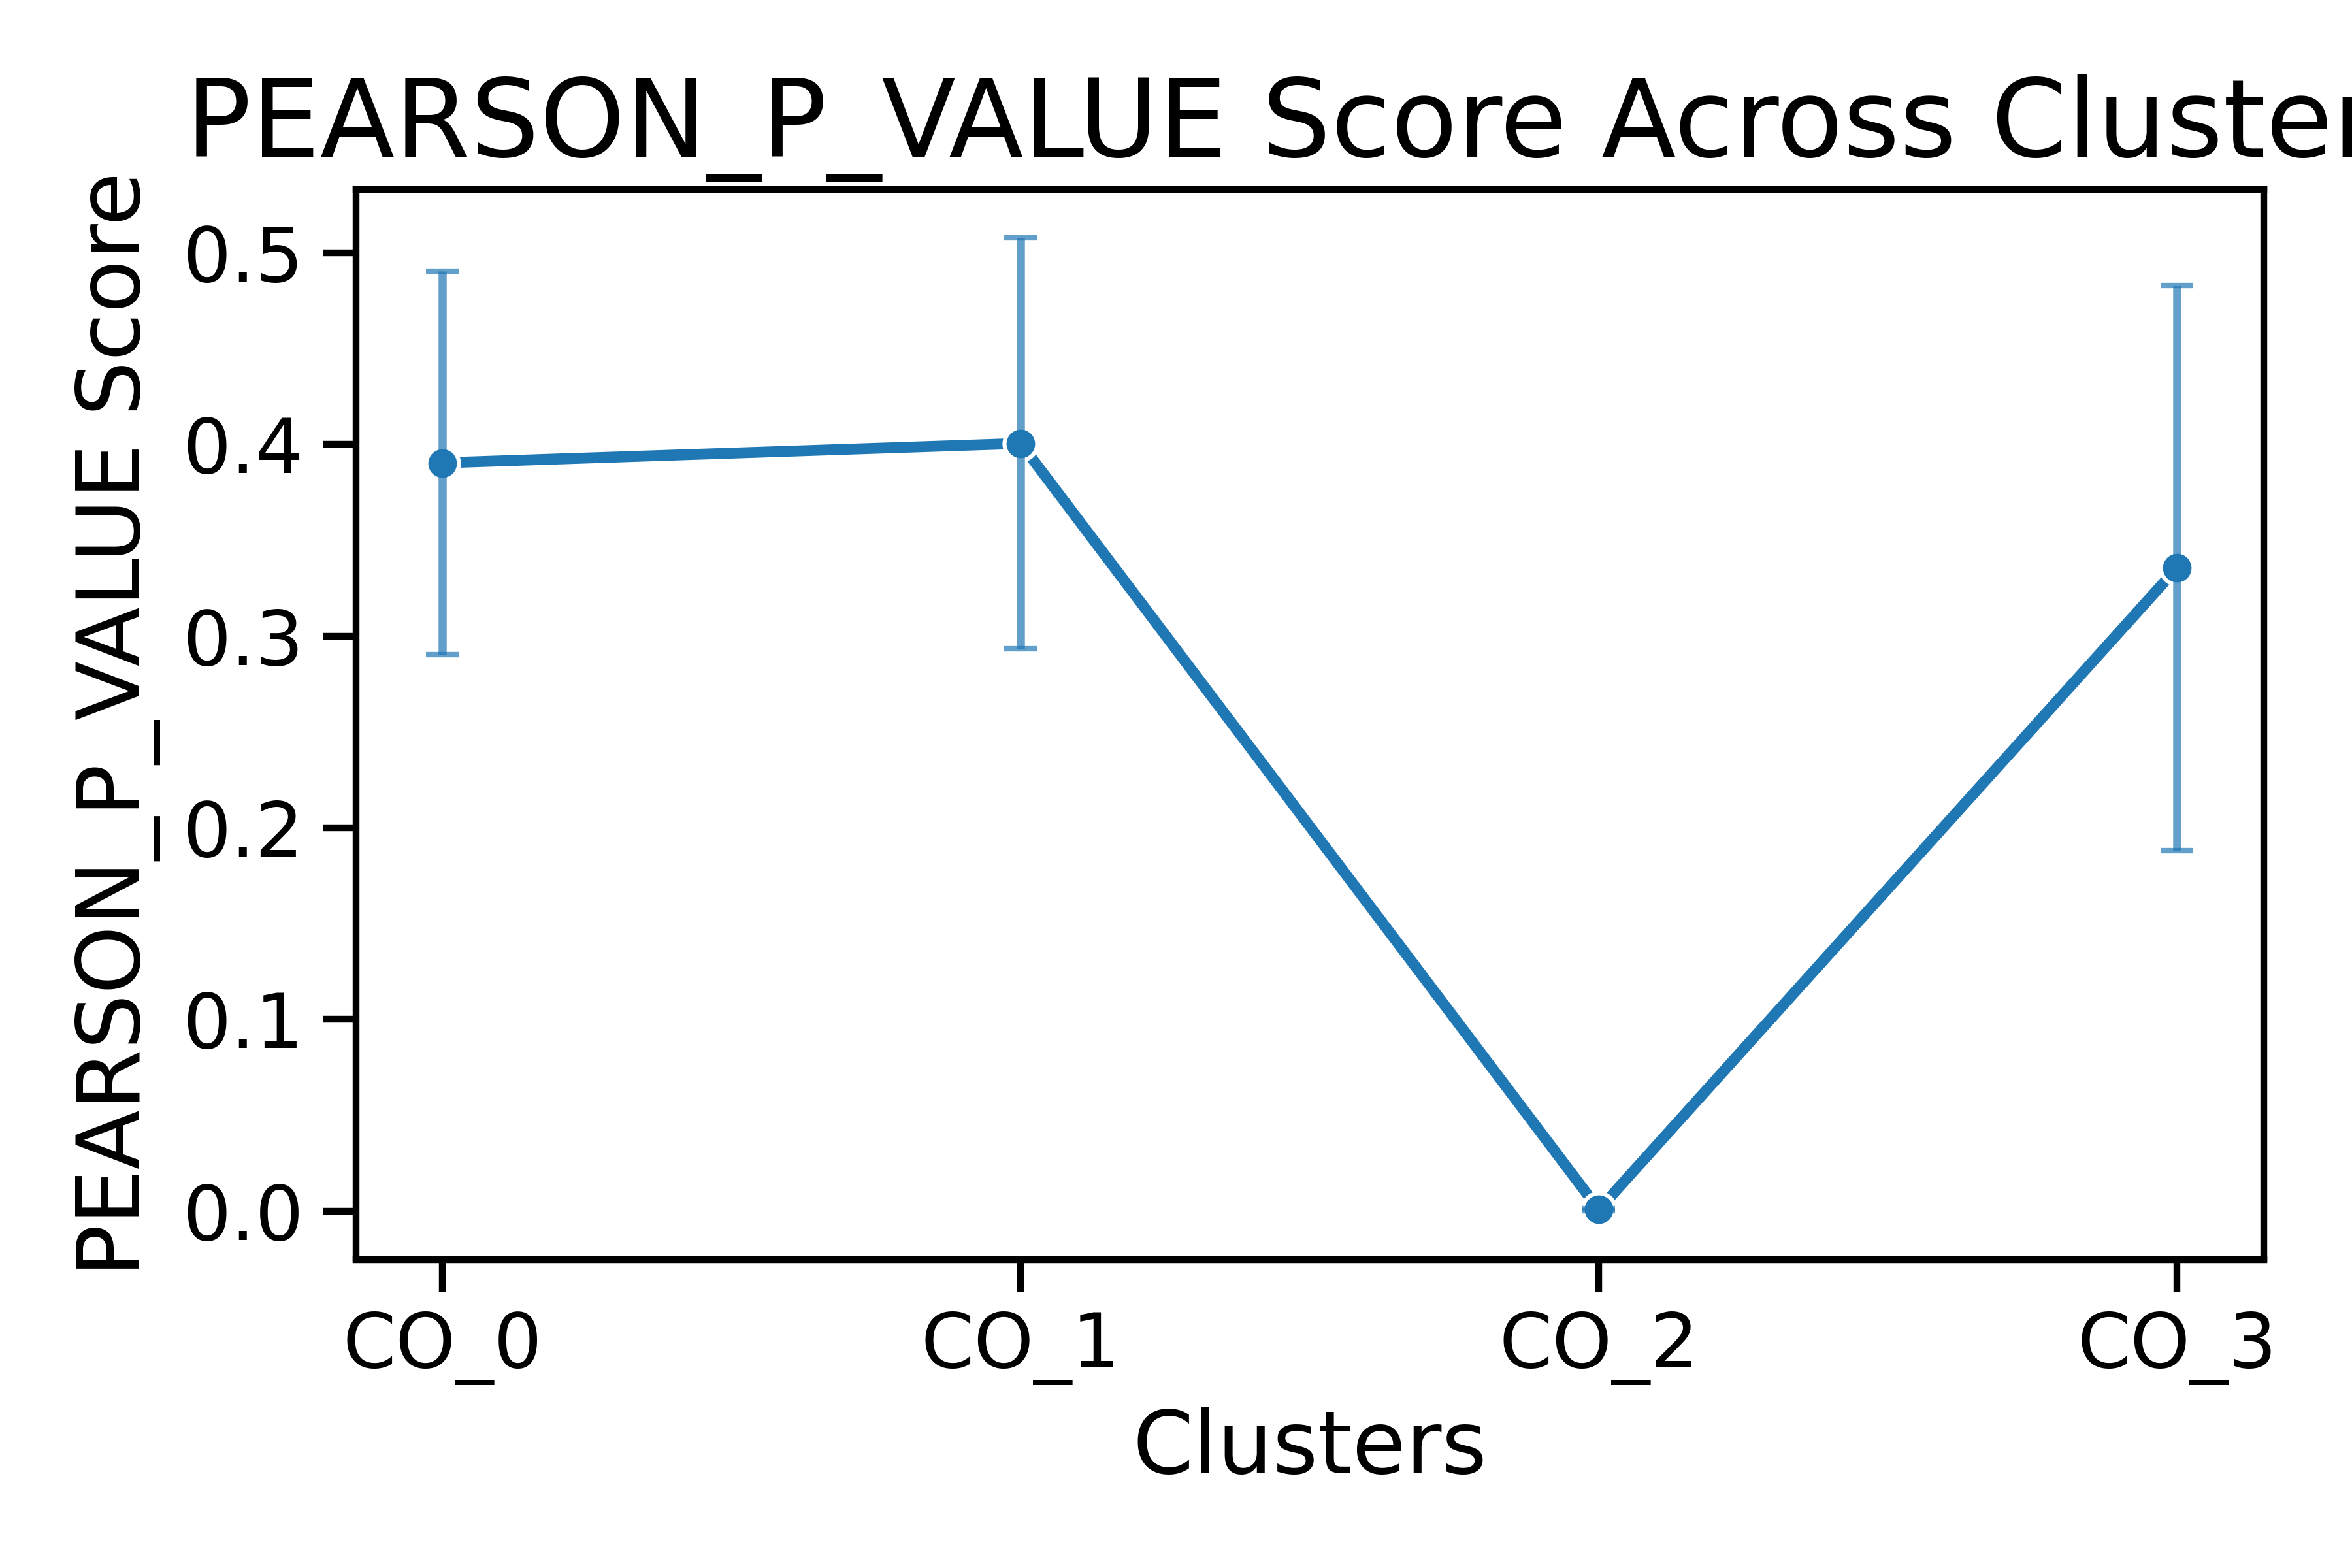 PEARSON_P_VALUE Score Across Cluster
PEARSON_P_VALUE Score
0.5
0.4
0.3
0.2
0.1
0.0
CO_0 CO_1 CO_2 CO_3
Clusters